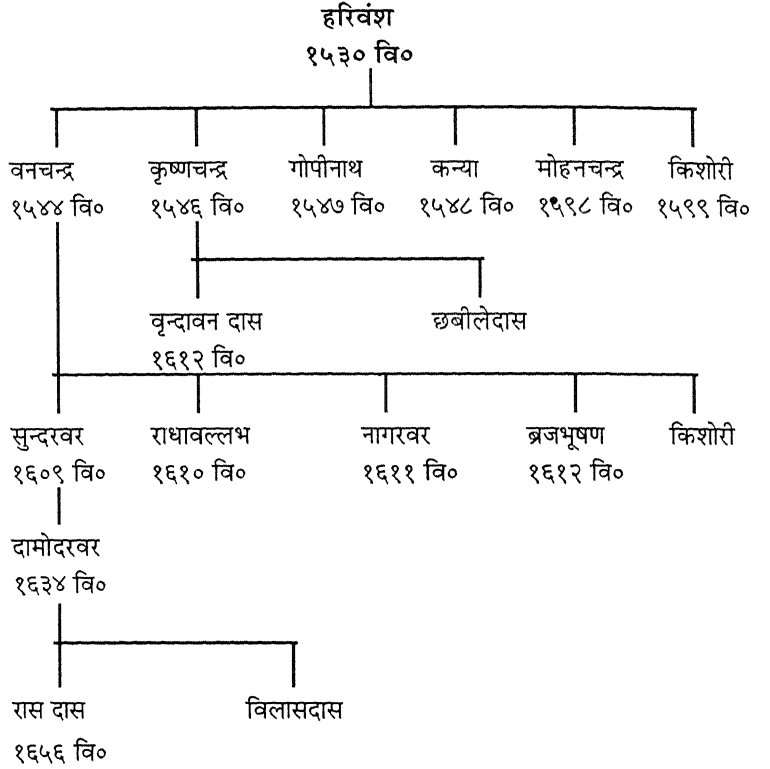 हरिवंश
१५३० वि०
वनचन्द्र कृष्णचन्द्र गोपीनाथ कन्या मोहनचन्द्र किशोरी
१५४४ वि० १५४६ वि० १५४७ वि० १५४८ वि० १५९८ वि० १५९९ वि०
वृन्दावन दास छबीलेदास
१६१२ वि०
सुन्दरवर राधावल्लभ नागरवर ब्रजभूषण किशोरी
१६०९ वि० १६१० वि० १६११ वि० १६१२ वि०
दामोदरवर
१६३४ वि०
रास दास विलासदास
१६५६ वि०